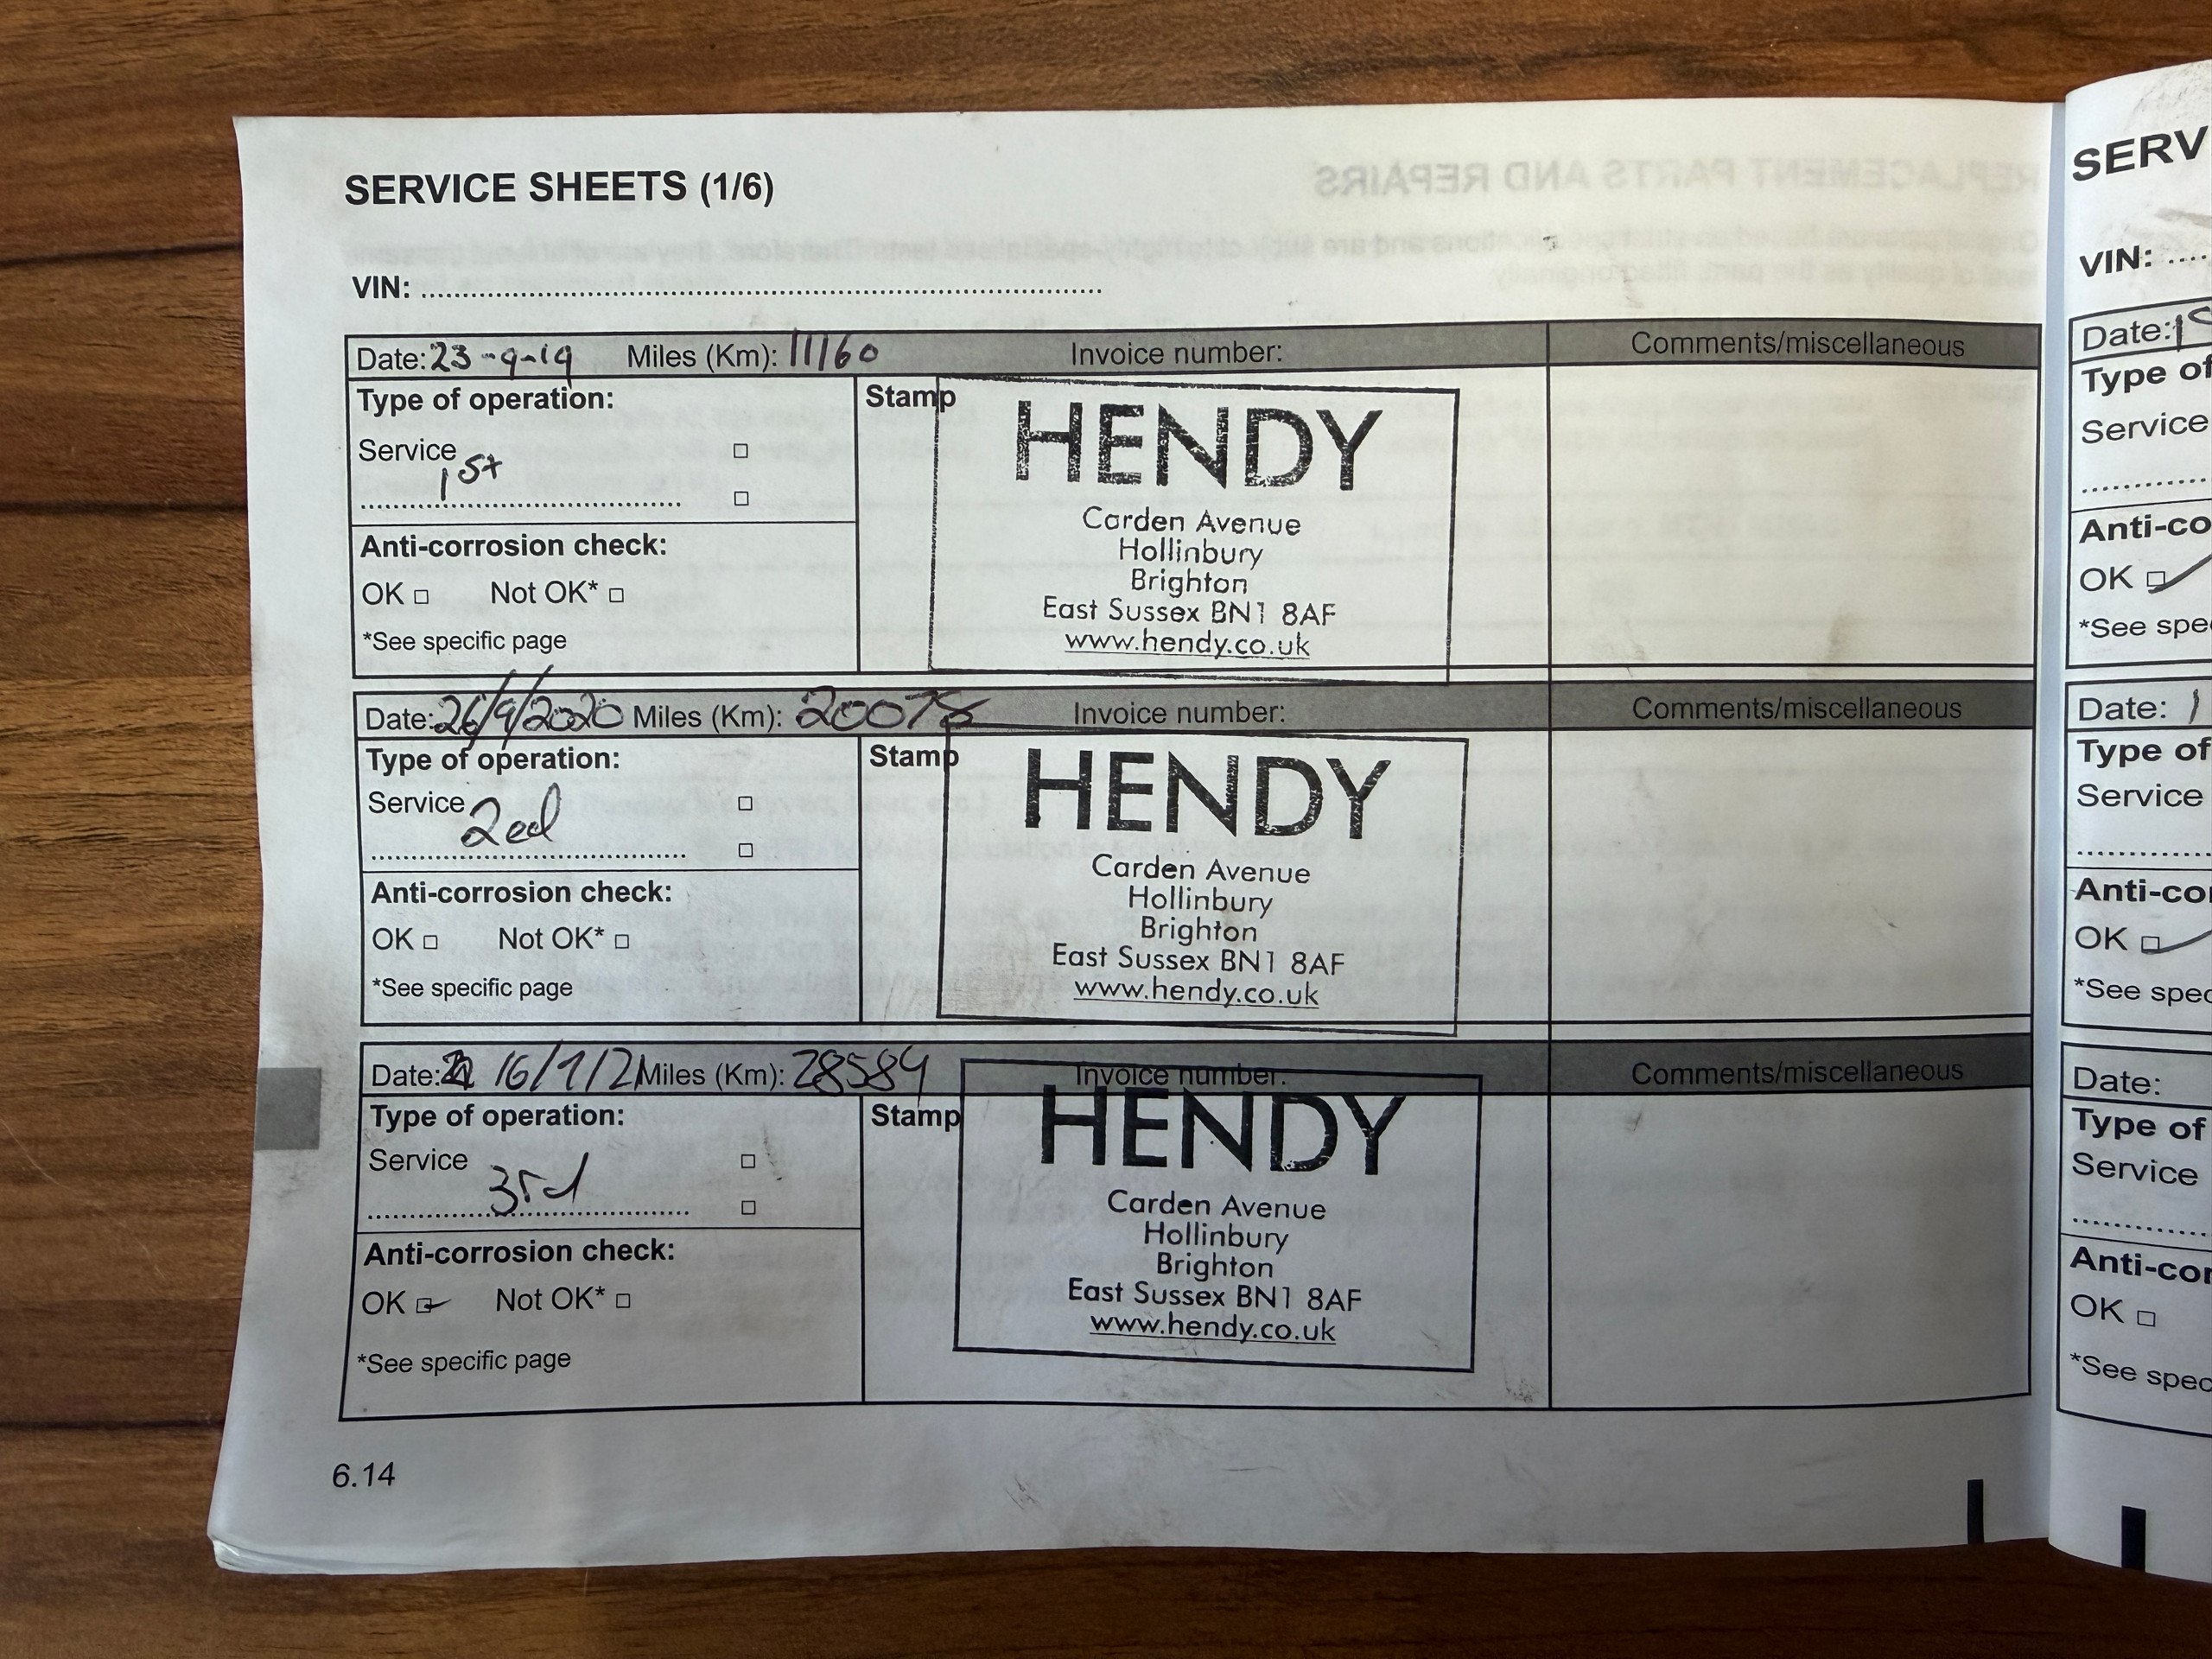 SERVICE SHEETS (1/6)
VIN: ........................................
Date: 23-9-19 Miles (Km): 11160 Invoice number: Comments/miscellaneous
Type of operation:
Service
1st
Anti-corrosion check:
OK □ Not OK* □
*See specific page
Stamp
HENDY
Carden Avenue
Hollinbury
Brighton
East Sussex BN1 8AF
www.hendy.co.uk
Date: 26/9/2020 Miles (Km): 20078 Invoice number: Comments/miscellaneous
Type of operation:
Service
2ed
Anti-corrosion check:
OK □ Not OK* □
*See specific page
Stamp
HENDY
Carden Avenue
Hollinbury
Brighton
East Sussex BN1 8AF
www.hendy.co.uk
Date: 16/7/21 Miles (Km): 28584 Invoice number: Comments/miscellaneous
Type of operation:
Service
3rd
Anti-corrosion check:
OK ☑ Not OK* □
*See specific page
Stamp
HENDY
Carden Avenue
Hollinbury
Brighton
East Sussex BN1 8AF
www.hendy.co.uk
6.14
SERV
VIN: ....
Date:
Type of
Service
Anti-co
OK ☑
*See spe
Date:
Type of
Service
Anti-cor
OK ☑
*See spec
Date:
Type of
Service
Anti-cor
OK □
*See spec